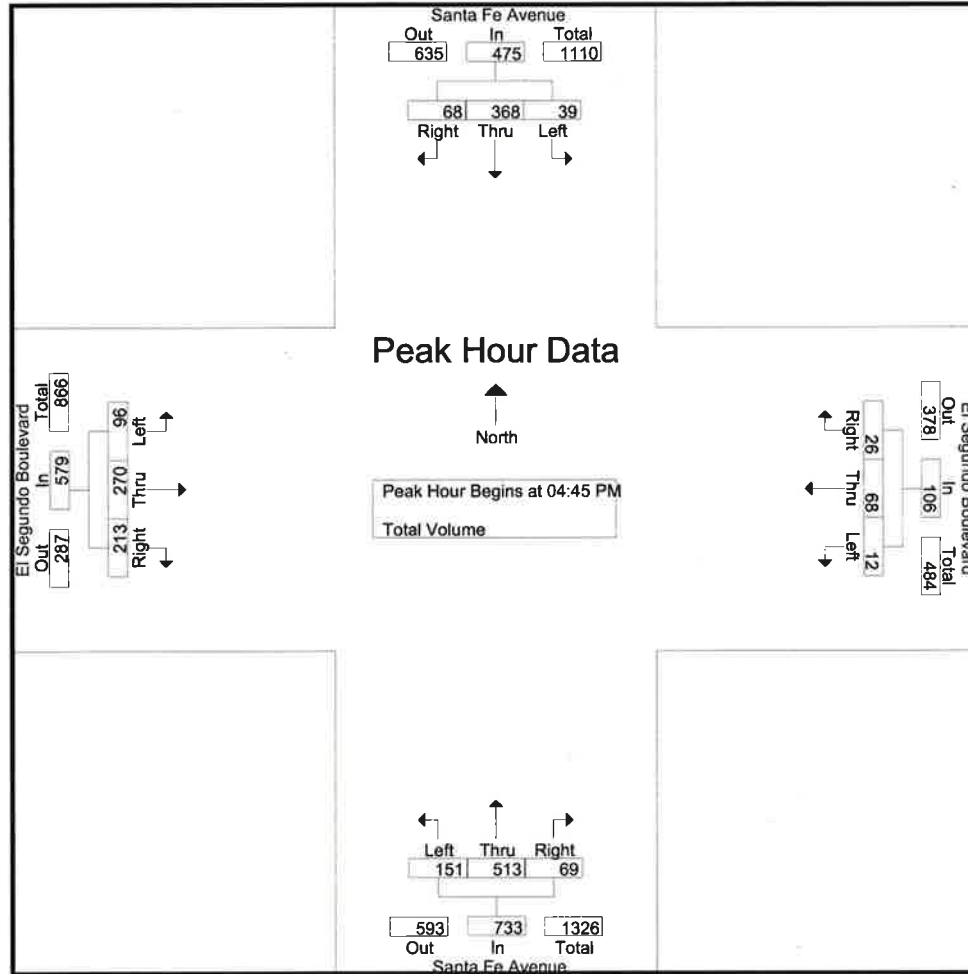 Santa Fe Avenue
Out In Total
635 475 1110
68 368 39
Right Thru Left
Peak Hour Data
North
Peak Hour Begins at 04:45 PM
Total Volume
El Segundo Boulevard
Out In Total
287 579 866
Right Thru Left
213 270 96
El Segundo Boulevard
Out In Total
378 106 484
Right Thru Left
26 68 12
Left Thru Right
151 513 69
593 733 1326
Out In Total
Santa Fe Avenue